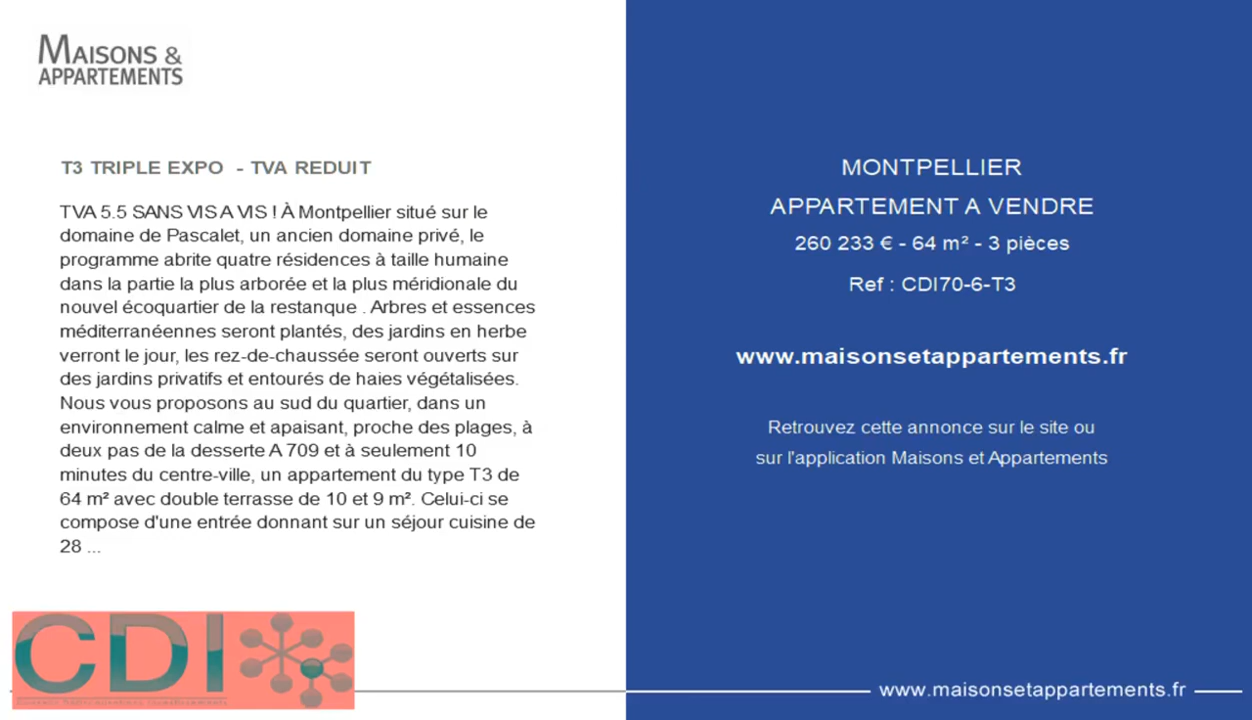 MAISONS &
APPARTEMENTS
T3 TRIPLE EXPO - TVA REDUIT
TVA 5.5 SANS VIS A VIS ! À Montpellier situé sur le
domaine de Pascalet, un ancien domaine privé, le
programme abrite quatre résidences à taille humaine
dans la partie la plus arborée et la plus méridionale du
nouvel écoquartier de la restanque . Arbres et essences
méditerranéennes seront plantés, des jardins en herbe
verront le jour, les rez-de-chaussée seront ouverts sur
des jardins privatifs et entourés de haies végétalisées.
Nous vous proposons au sud du quartier, dans un
environnement calme et apaisant, proche des plages, à
deux pas de la desserte A 709 et à seulement 10
minutes du centre-ville, un appartement du type T3 de
64 m² avec double terrasse de 10 et 9 m². Celui-ci se
compose d'une entrée donnant sur un séjour cuisine de
28 ...
CDI
MONTPELLIER
APPARTEMENT A VENDRE
260 233 € - 64 m² - 3 pièces
Ref : CDI70-6-T3
www.maisonsetappartements.fr
Retrouvez cette annonce sur le site ou
sur l'application Maisons et Appartements
www.maisonsetappartements.fr